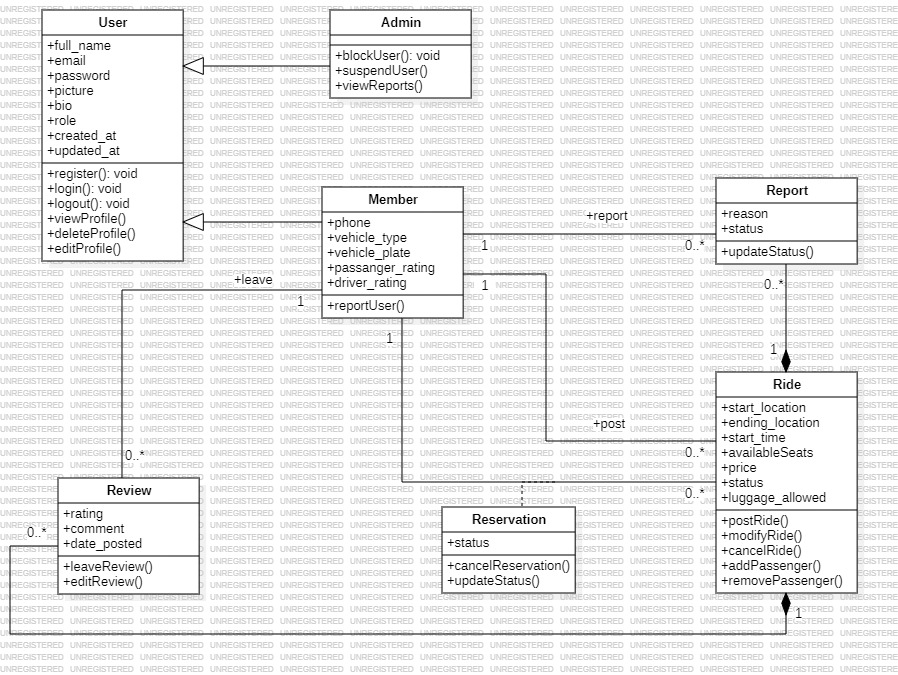 User
+full_name
+email
+password
+picture
+bio
+role
+created_at
+updated_at
+register(): void
+login(): void
+logout(): void
+viewProfile()
+deleteProfile()
+editProfile()
Admin
+blockUser(): void
+suspendUser()
+viewReports()
Member
+phone
+vehicle_type
+vehicle_plate
+passanger_rating
+driver_rating
+reportUser()
+report
1
0..*
Report
+reason
+status
+updateStatus()
0..*
1
+leave
1
0..*
1
+post
0..*
1
0..*
Ride
+start_location
+ending_location
+start_time
+availableSeats
+price
+status
+luggage_allowed
+postRide()
+modifyRide()
+cancelRide()
+addPassenger()
+removePassenger()
1
Review
+rating
+comment
+date_posted
+leaveReview()
+editReview()
0..*
Reservation
+status
+cancelReservation()
+updateStatus()
UNREGISTERED